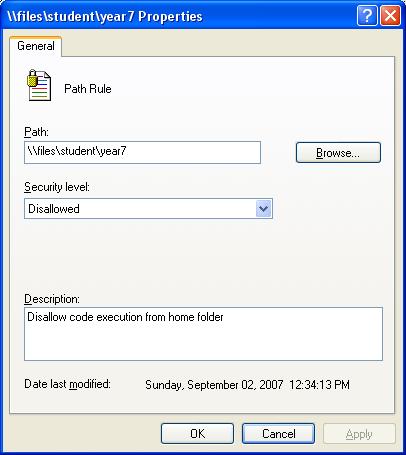 \\files\student\year7 Properties
General
Path Rule
Path:
\\files\student\year7
Browse...
Security level:
Disallowed
Description:
Disallow code execution from home folder
Date last modified: Sunday, September 02, 2007 12:34:13 PM
OK Cancel Apply